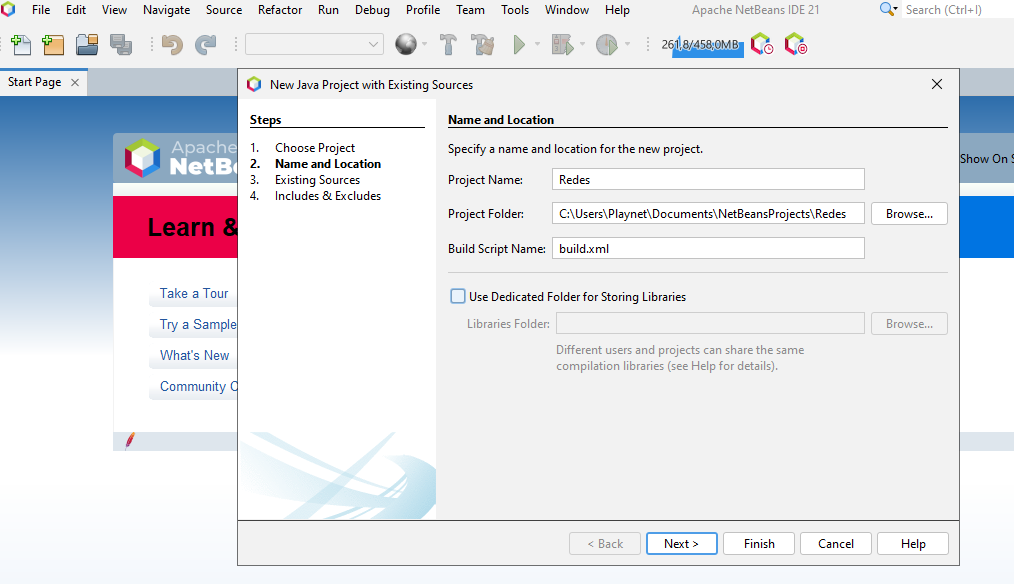 File Edit View Navigate Source Refactor Run Debug Profile Team Tools Window Help Apache NetBeans IDE 21 Search (Ctrl+I)
261,8/458,0MB
Start Page
New Java Project with Existing Sources
Steps
1. Choose Project
2. Name and Location
3. Existing Sources
4. Includes & Excludes
Name and Location
Specify a name and location for the new project.
Project Name: Redes
Project Folder: C:\Users\Playnet\Documents\NetBeansProjects\Redes Browse...
Build Script Name: build.xml
Use Dedicated Folder for Storing Libraries
Libraries Folder: Browse...
Different users and projects can share the same
compilation libraries (see Help for details).
< Back Next > Finish Cancel Help
Apache
NetB
Show On S
Learn &
Take a Tour
Try a Sample
What's New
Community C